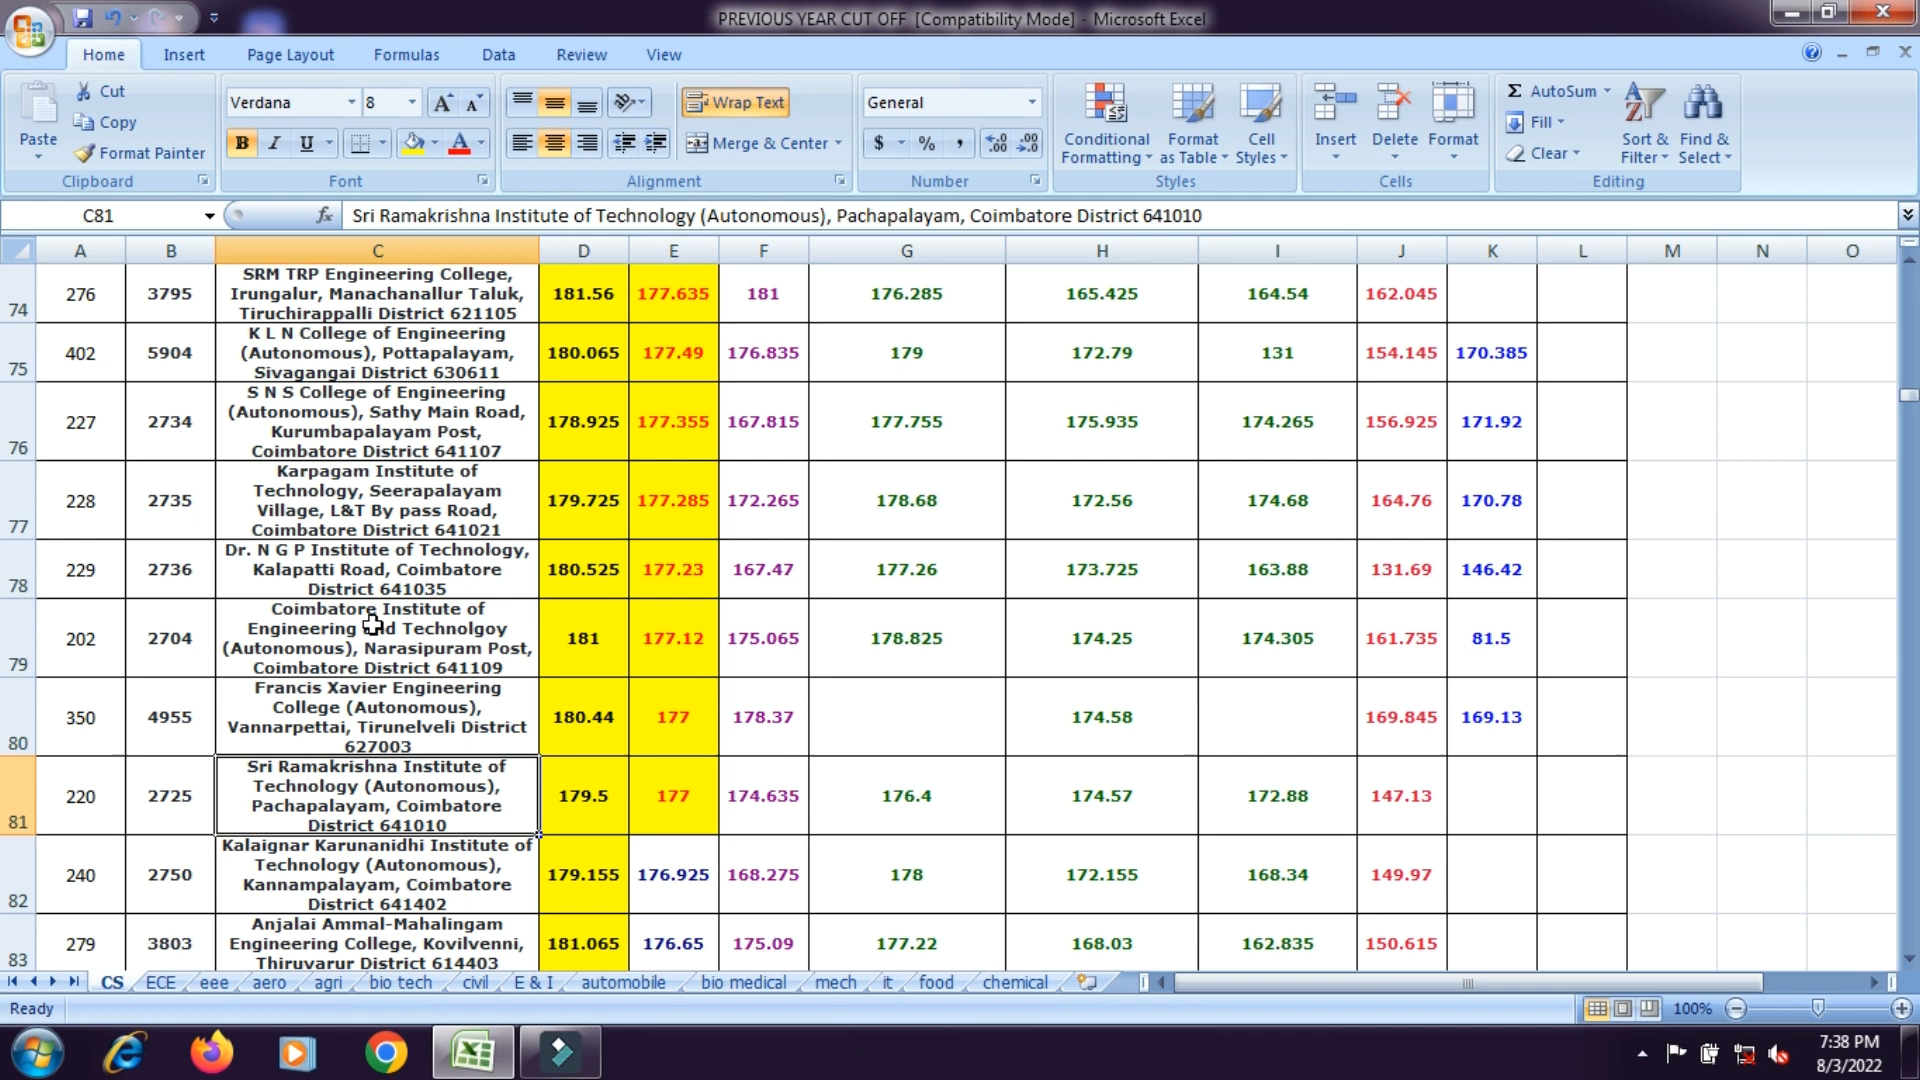 PREVIOUS YEAR CUT OFF [Compatibility Mode] - Microsoft Excel
Home Insert Page Layout Formulas Data Review View
Paste
Cut
Copy
Format Painter
Clipboard
Verdana 8 A A
B I U A
Font
Wrap Text
Merge & Center
Alignment
General
$ % , .0 .00 .00 .0
Number
Conditional Formatting
Format as Table
Cell Styles
Styles
Insert Delete Format
Cells
Σ AutoSum
Fill
Clear
Sort & Filter
Find & Select
Editing
C81 fx Sri Ramakrishna Institute of Technology (Autonomous), Pachapalayam, Coimbatore District 641010
A B C D E F G H I J K L M N O
74 276 3795 SRM TRP Engineering College, Irungalur, Manachanallur Taluk, Tiruchirappalli District 621105 181.56 177.635 181 176.285 165.425 164.54 162.045
75 402 5904 K L N College of Engineering (Autonomous), Pottapalayam, Sivagangai District 630611 180.065 177.49 176.835 179 172.79 131 154.145 170.385
76 227 2734 S N S College of Engineering (Autonomous), Sathy Main Road, Kurumbapalayam Post, Coimbatore District 641107 178.925 177.355 167.815 177.755 175.935 174.265 156.925 171.92
77 228 2735 Karpagam Institute of Technology, Seerapalayam Village, L&T By pass Road, Coimbatore District 641021 179.725 177.285 172.265 178.68 172.56 174.68 164.76 170.78
78 229 2736 Dr. N G P Institute of Technology, Kalapatti Road, Coimbatore District 641035 180.525 177.23 167.47 177.26 173.725 163.88 131.69 146.42
79 202 2704 Coimbatore Institute of Engineering and Technolgoy (Autonomous), Narasipuram Post, Coimbatore District 641109 181 177.12 175.065 178.825 174.25 174.305 161.735 81.5
80 350 4955 Francis Xavier Engineering College (Autonomous), Vannarpettai, Tirunelveli District 627003 180.44 177 178.37 174.58 169.845 169.13
81 220 2725 Sri Ramakrishna Institute of Technology (Autonomous), Pachapalayam, Coimbatore District 641010 179.5 177 174.635 176.4 174.57 172.88 147.13
82 240 2750 Kalaignar Karunanidhi Institute of Technology (Autonomous), Kannampalayam, Coimbatore District 641402 179.155 176.925 168.275 178 172.155 168.34 149.97
83 279 3803 Anjalai Ammal-Mahalingam Engineering College, Kovilvenni, Thiruvarur District 614403 181.065 176.65 175.09 177.22 168.03 162.835 150.615
CS ECE eee aero agri bio tech civil E & I automobile bio medical mech it food chemical
Ready 100%
7:38 PM
8/3/2022